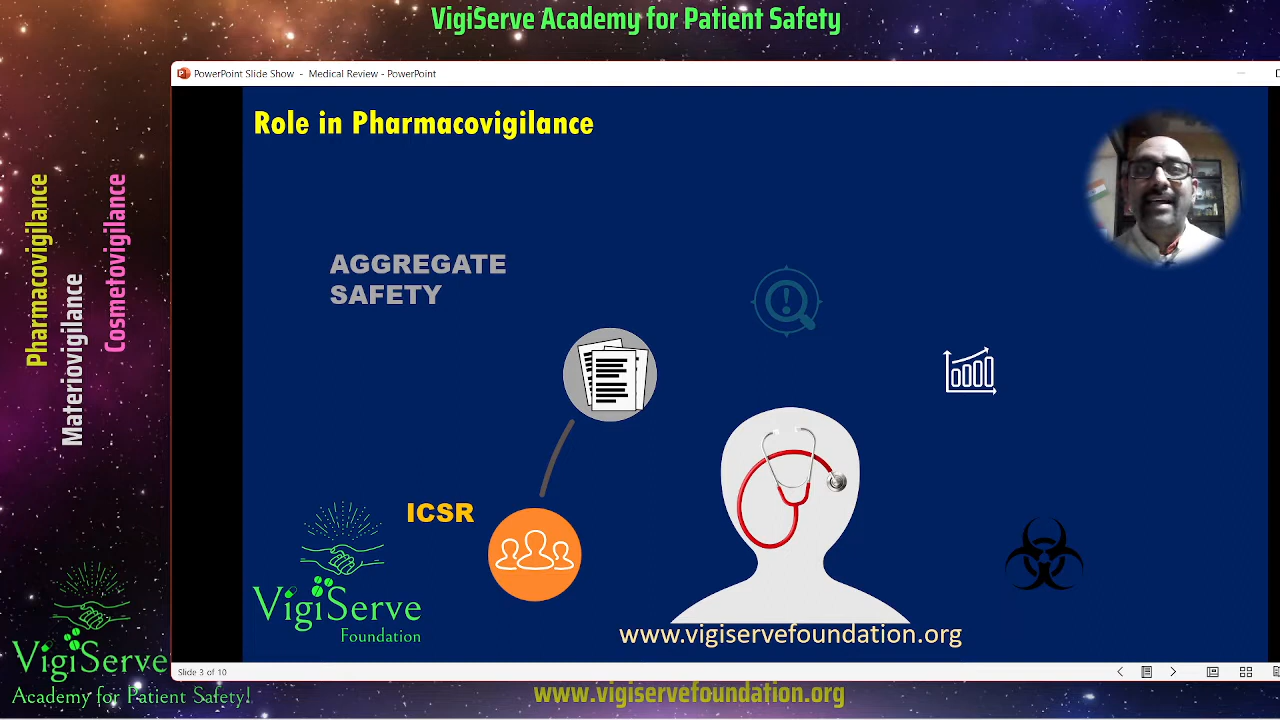 VigiServe Academy for Patient Safety
PowerPoint Slide Show - Medical Review - PowerPoint
Role in Pharmacovigilance
Pharmacovigilance
Materiovigilance
Cosmetovigilance
AGGREGATE
SAFETY
ICSR
VigiServe
Foundation
www.vigiservefoundation.org
Slide 3 of 10
VigiServe
Academy for Patient Safety!
www.vigiservefoundation.org